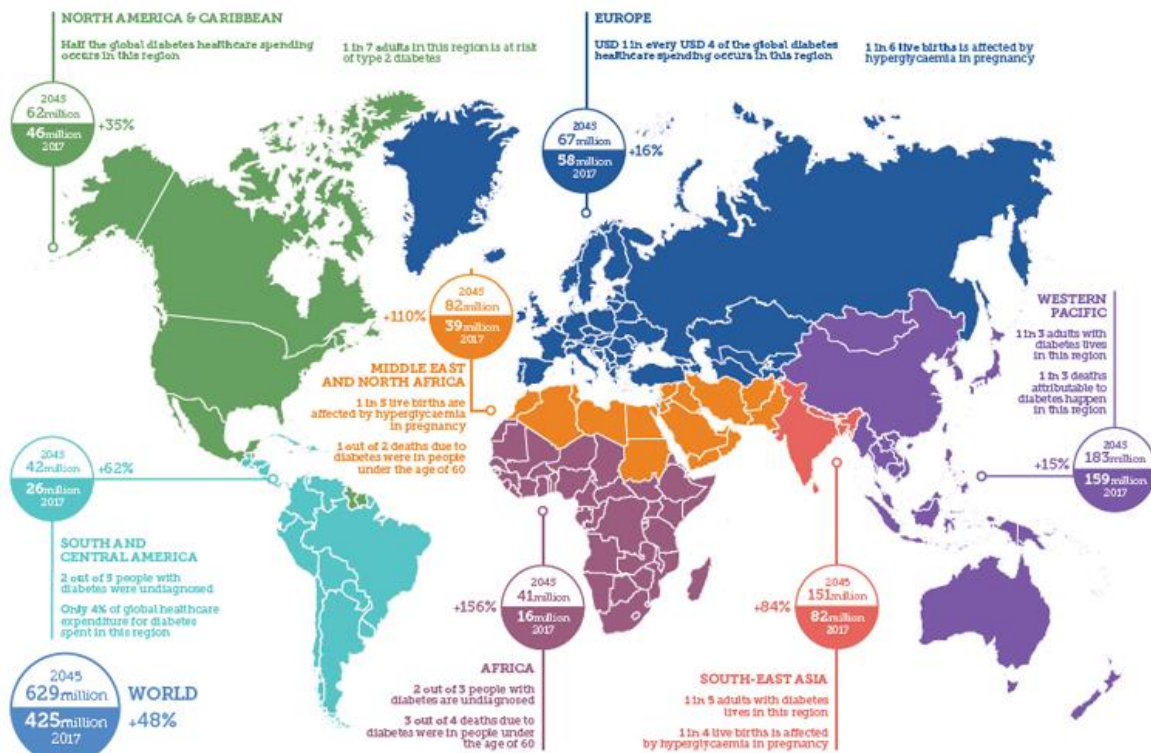 NORTH AMERICA & CARIBBEAN
Half the global diabetes healthcare spending
occurs in this region
1 in 7 adults in this region is at risk
of type 2 diabetes
2045
62million
46million
2017
+35%
EUROPE
USD 1 in every USD 4 of the global diabetes
healthcare spending occurs in this region
1 in 6 live births is affected by
hyperglycaemia in pregnancy
2045
67million
58million
2017
+16%
2045
82million
39million
2017
+110%
MIDDLE EAST
AND NORTH AFRICA
1 in 5 live births are
affected by hyperglycaemia
in pregnancy
1 out of 2 deaths due to
diabetes were in people
under the age of 60
WESTERN
PACIFIC
1 in 3 adults with
diabetes lives
in this region
1 in 3 deaths
attributable to
diabetes happen
in this region
2045
183million
159million
2017
+15%
2045
42million
26million
2017
+62%
SOUTH AND
CENTRAL AMERICA
2 out of 5 people with
diabetes were undiagnosed
Only 4% of global healthcare
expenditure for diabetes
spent in this region
2045
41million
16million
2017
+156%
AFRICA
2 out of 3 people with
diabetes are undiagnosed
3 out of 4 deaths due to
diabetes were in people under
the age of 60
2045
151million
82million
2017
+84%
SOUTH-EAST ASIA
1 in 5 adults with diabetes
lives in this region
1 in 4 live births is affected
by hyperglycaemia in pregnancy
2045
629million
425million
2017
WORLD
+48%